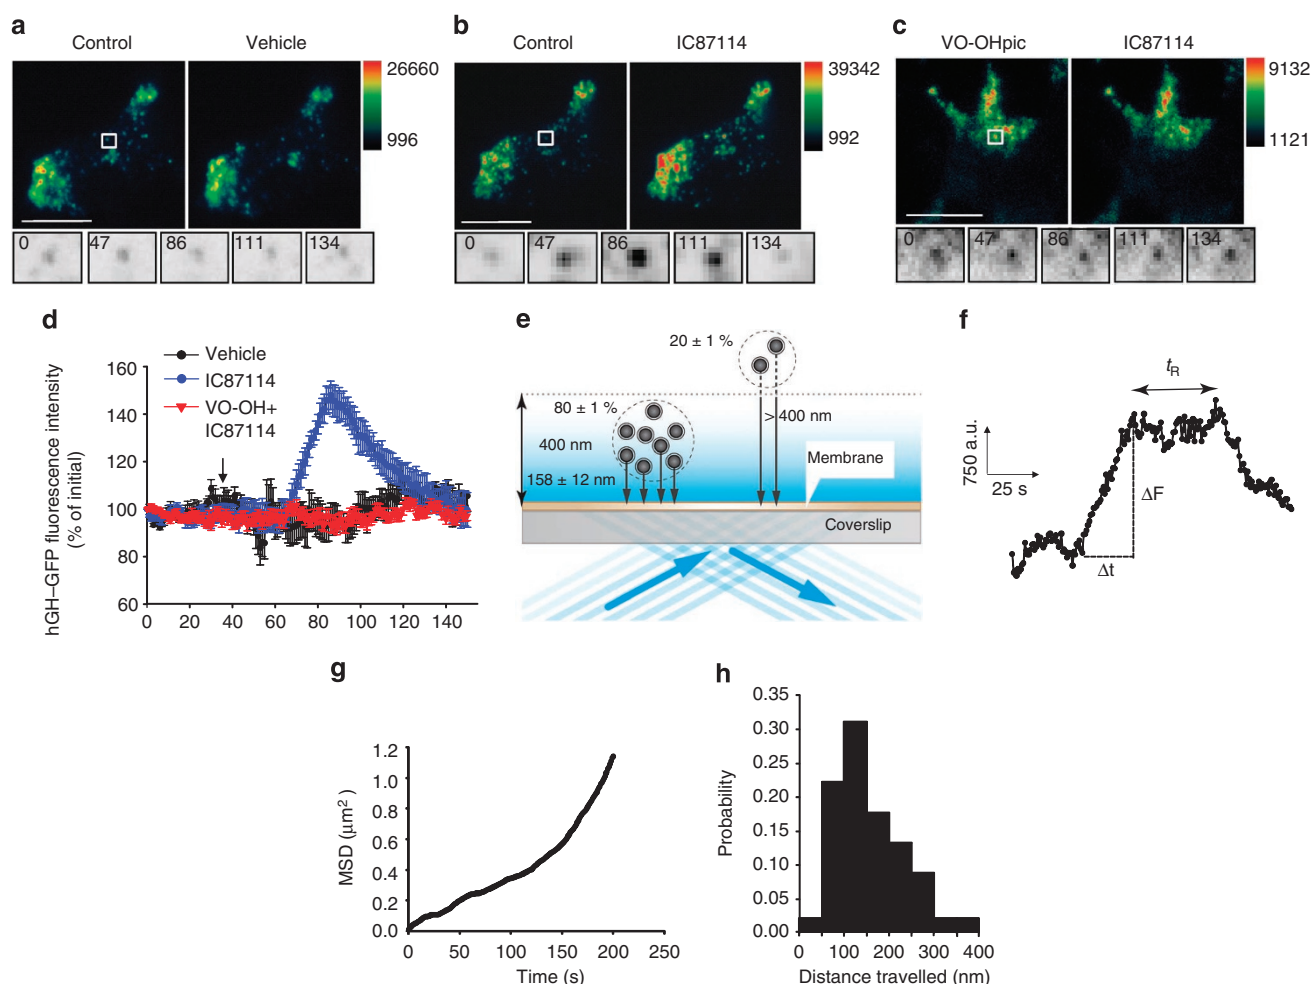 a
Control
Vehicle
26660
996
0
47
86
111
134
b
Control
IC87114
39342
992
0
47
86
111
134
c
VO-OHpic
IC87114
9132
1121
0
47
86
111
134
d
Vehicle
IC87114
VO-OH+
IC87114
hGH–GFP fluorescence intensity
(% of initial)
160
140
120
100
80
60
0
20
40
60
80
100
120
140
e
20 ± 1 %
80 ± 1 %
400 nm
> 400 nm
158 ± 12 nm
Membrane
Coverslip
f
tR
750 a.u.
25 s
ΔF
Δt
g
MSD (μm²)
1.2
1.0
0.8
0.6
0.4
0.2
0.0
0
50
100
150
200
250
Time (s)
h
Probability
0.35
0.30
0.25
0.20
0.15
0.10
0.05
0.00
0
100
200
300
400
Distance travelled (nm)